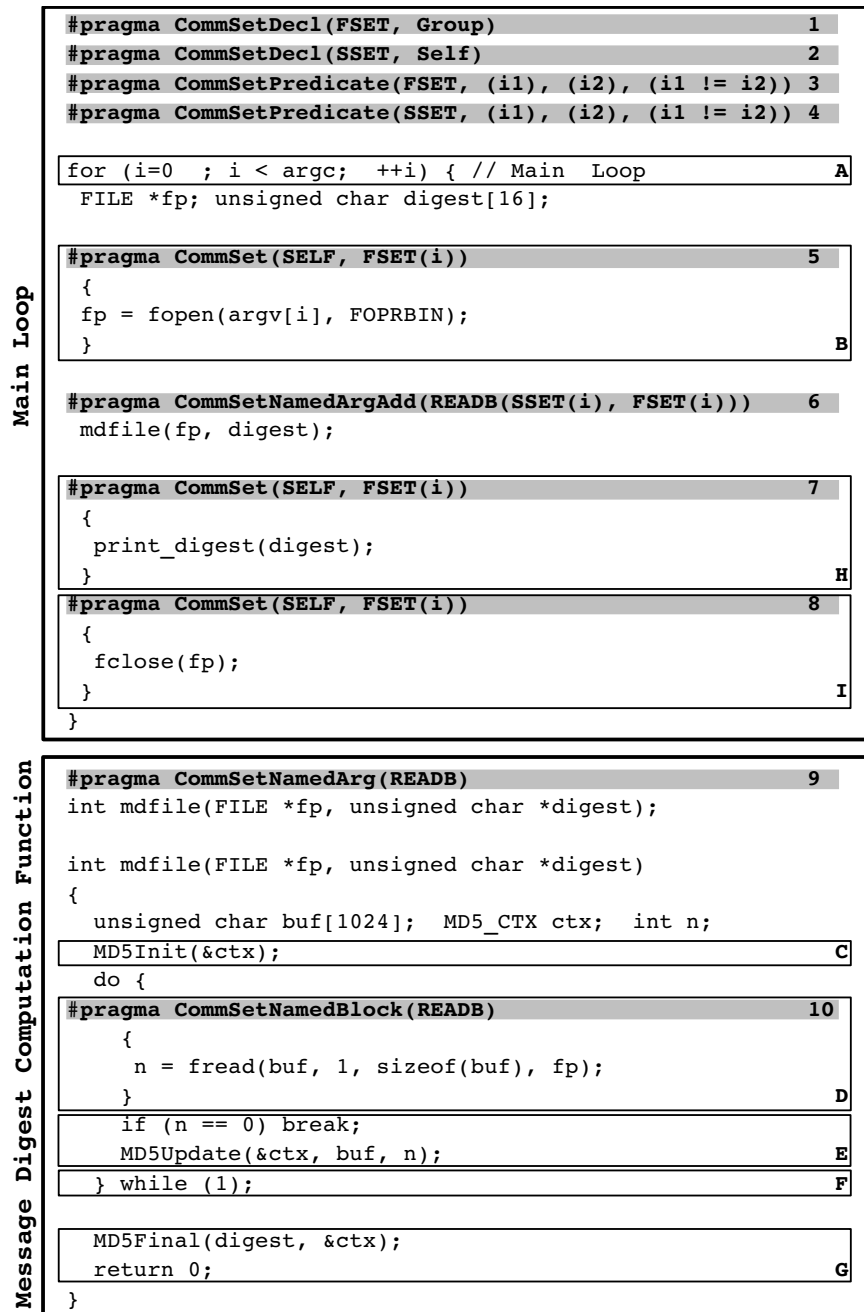 Main Loop
#pragma CommSetDecl(FSET, Group) 1
#pragma CommSetDecl(SSET, Self) 2
#pragma CommSetPredicate(FSET, (i1), (i2), (i1 != i2)) 3
#pragma CommSetPredicate(SSET, (i1), (i2), (i1 != i2)) 4
for (i=0 ; i < argc; ++i) { // Main Loop A
FILE *fp; unsigned char digest[16];
#pragma CommSet(SELF, FSET(i)) 5
{
fp = fopen(argv[i], FOPRBIN);
} B
#pragma CommSetNamedArgAdd(READB(SSET(i), FSET(i))) 6
mdfile(fp, digest);
#pragma CommSet(SELF, FSET(i)) 7
{
print_digest(digest);
} H
#pragma CommSet(SELF, FSET(i)) 8
{
fclose(fp);
} I
}
Message Digest Computation Function
#pragma CommSetNamedArg(READB) 9
int mdfile(FILE *fp, unsigned char *digest);
int mdfile(FILE *fp, unsigned char *digest)
{
unsigned char buf[1024]; MD5_CTX ctx; int n;
MD5Init(&ctx); C
do {
#pragma CommSetNamedBlock(READB) 10
{
n = fread(buf, 1, sizeof(buf), fp);
} D
if (n == 0) break;
MD5Update(&ctx, buf, n); E
} while (1); F
MD5Final(digest, &ctx);
return 0; G
}